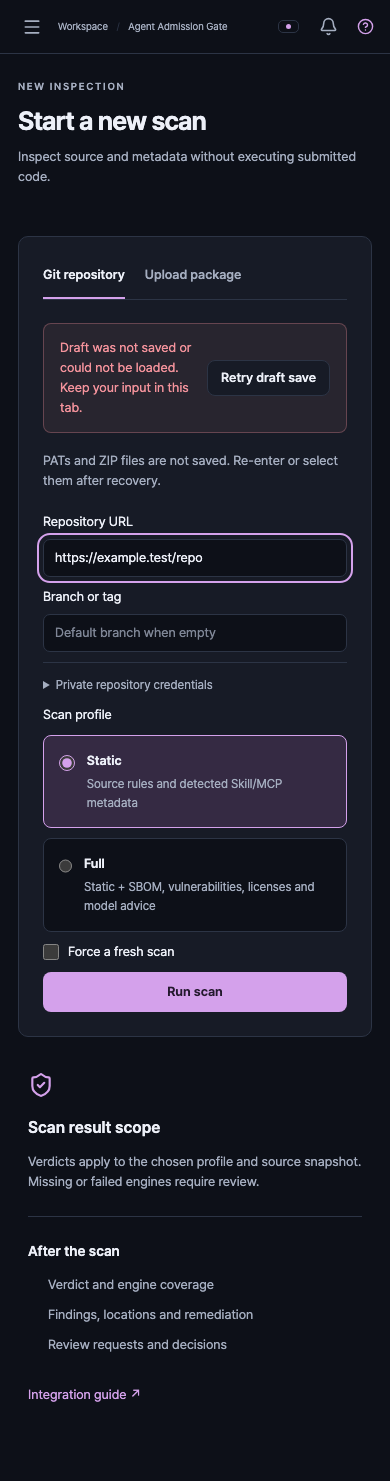 Workspace / Agent Admission Gate
NEW INSPECTION
Start a new scan
Inspect source and metadata without executing submitted
code.
Git repository
Upload package
Draft was not saved or
could not be loaded.
Keep your input in this
tab.
Retry draft save
PATs and ZIP files are not saved. Re-enter or select
them after recovery.
Repository URL
https://example.test/repo
Branch or tag
Default branch when empty
Private repository credentials
Scan profile
Static
Source rules and detected Skill/MCP
metadata
Full
Static + SBOM, vulnerabilities, licenses and
model advice
Force a fresh scan
Run scan
Scan result scope
Verdicts apply to the chosen profile and source snapshot.
Missing or failed engines require review.
After the scan
Verdict and engine coverage
Findings, locations and remediation
Review requests and decisions
Integration guide ↗